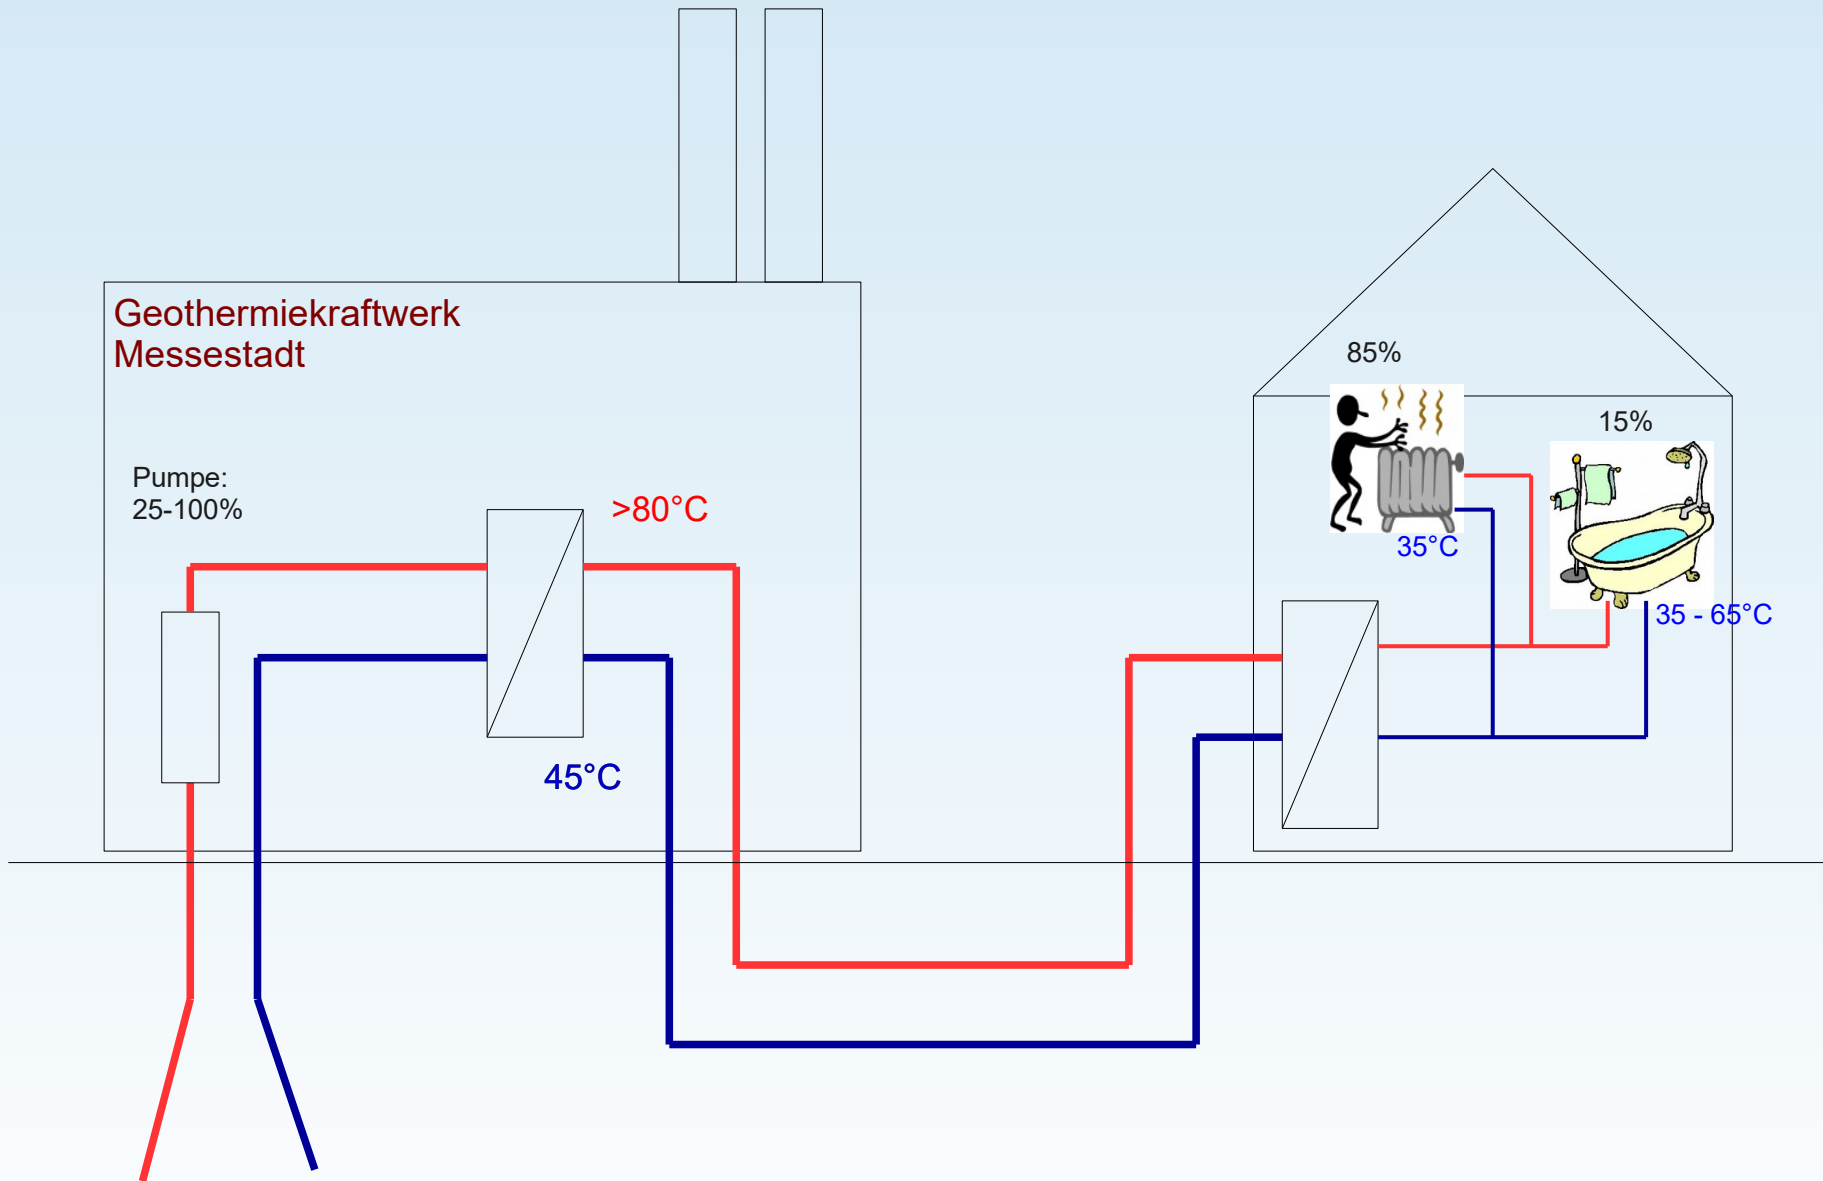 Geothermiekraftwerk
Messestadt
Pumpe:
25-100%
>80°C
45°C
85%
15%
35°C
35 - 65°C